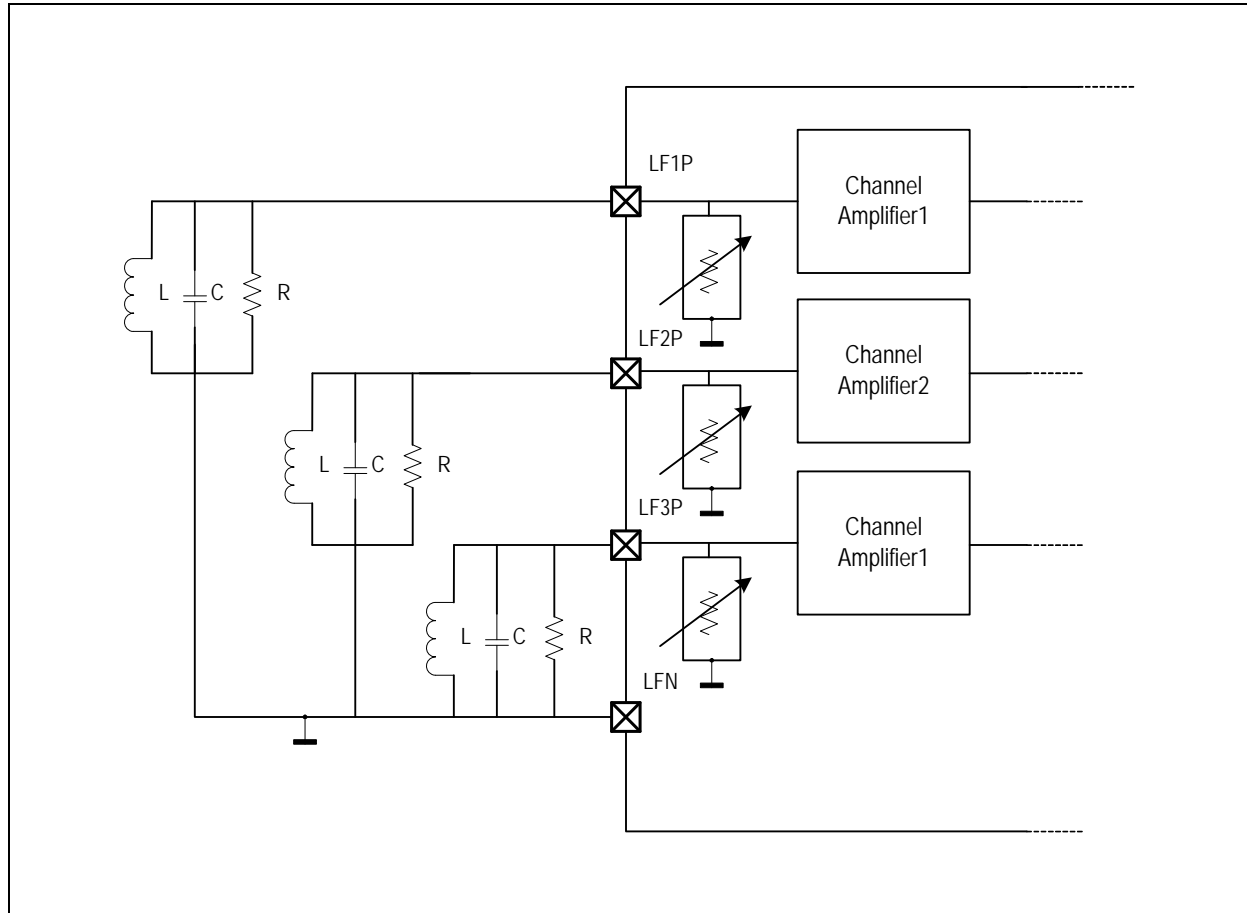 LF1P
Channel
Amplifier1
L C R
LF2P
Channel
Amplifier2
L C R
LF3P
Channel
Amplifier1
L C R
LFN